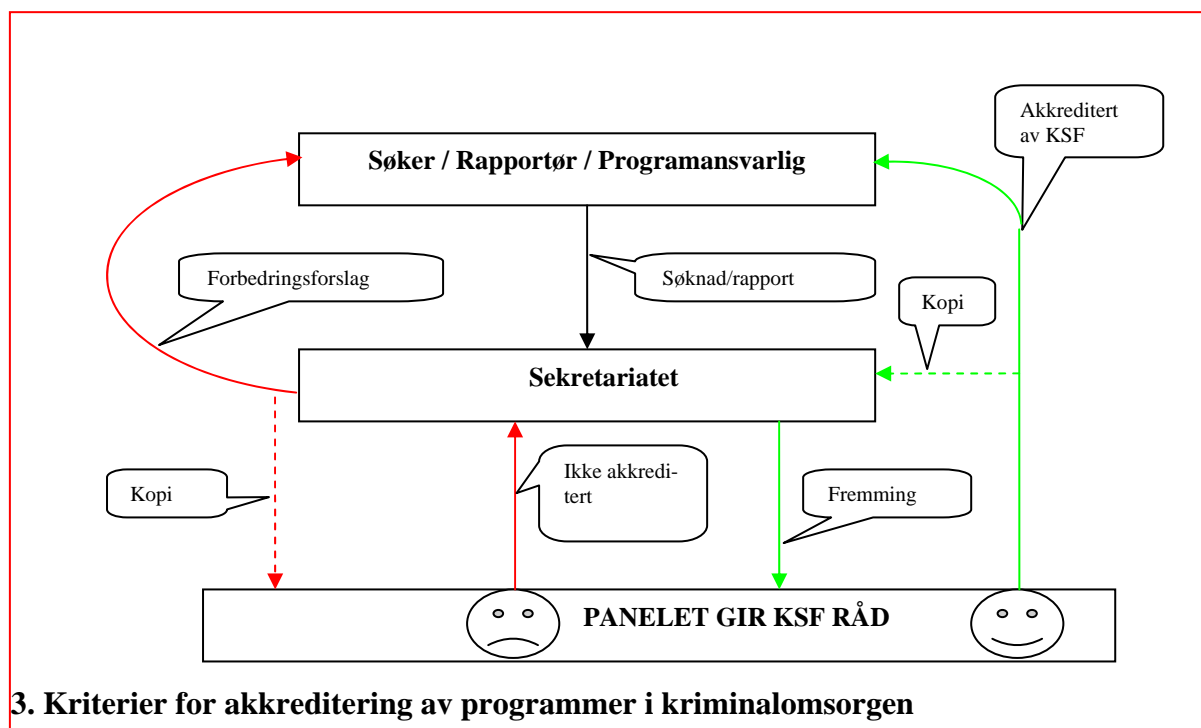 Akkreditert
av KSF
Søker / Rapportør / Programansvarlig
Forbedringsforslag
Søknad/rapport
Kopi
Sekretariatet
Kopi
Ikke akkredi-
tert
Fremming
PANELET GIR KSF RÅD
3. Kriterier for akkreditering av programmer i kriminalomsorgen